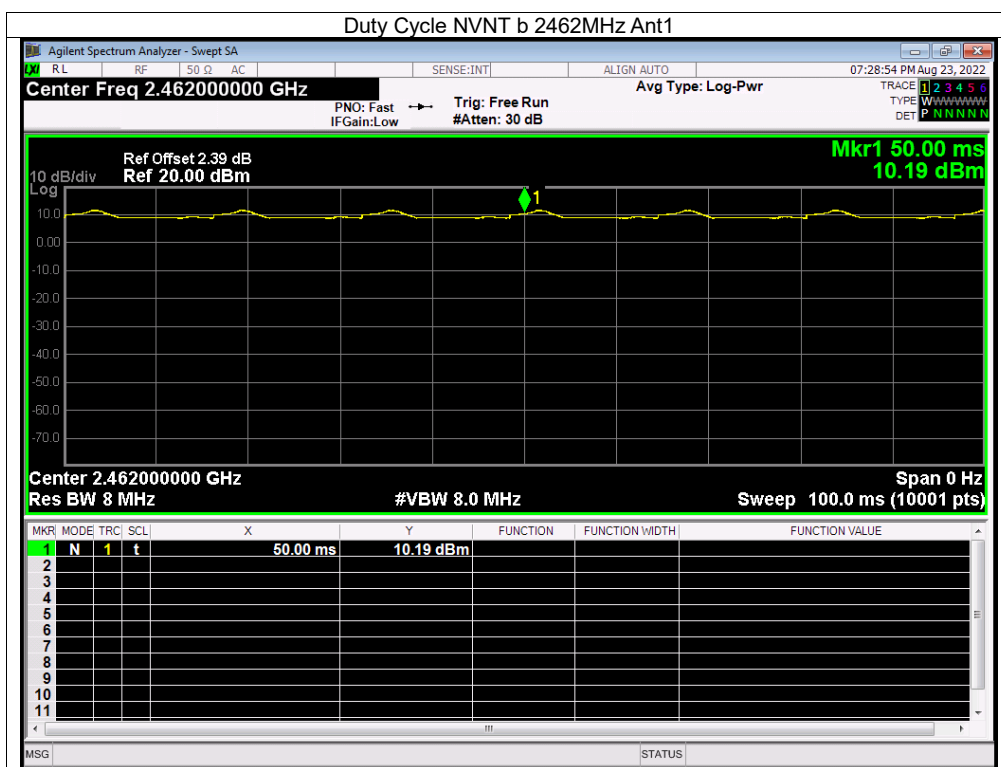 Duty Cycle NVNT b 2462MHz Ant1
Agilent Spectrum Analyzer - Swept SA
LXI RL RF 50 Ω AC SENSE:INT ALIGN AUTO 07:28:54 PM Aug 23, 2022
Center Freq 2.462000000 GHz
PNO: Fast
IFGain:Low
Trig: Free Run
#Atten: 30 dB
Avg Type: Log-Pwr
TRACE 1 2 3 4 5 6
TYPE WWWWWW
DET P N N N N N
Mkr1 50.00 ms
10.19 dBm
Ref Offset 2.39 dB
10 dB/div Ref 20.00 dBm
Log
1
10.0
0.00
-10.0
-20.0
-30.0
-40.0
-50.0
-60.0
-70.0
Center 2.462000000 GHz Span 0 Hz
Res BW 8 MHz #VBW 8.0 MHz Sweep 100.0 ms (10001 pts)
MKR MODE TRC SCL X Y FUNCTION FUNCTION WIDTH FUNCTION VALUE
1 N 1 t 50.00 ms 10.19 dBm
2
3
4
5
6
7
8
9
10
11
MSG STATUS